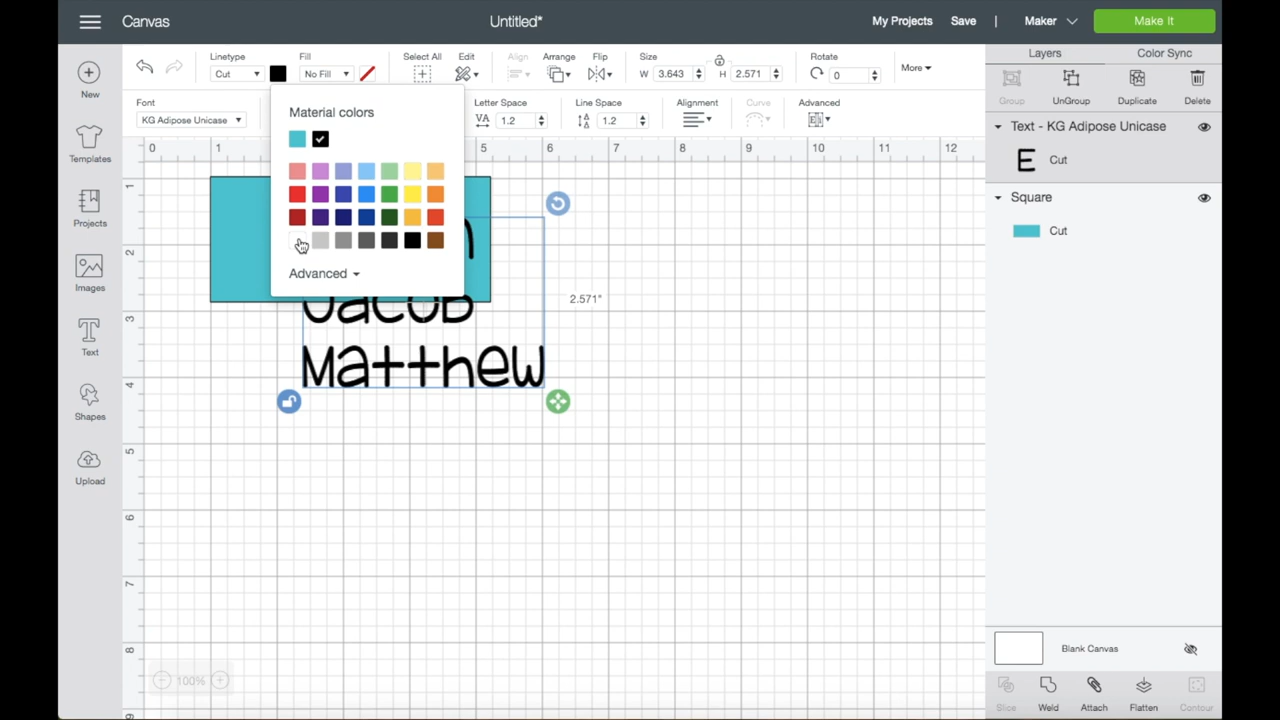 Canvas
Untitled*
My Projects Save | Maker Make It
Linetype Fill Select All Edit Align Arrange Flip Size Rotate
Cut No Fill W 3.643 H 2.571 0 More
Font Letter Space Line Space Alignment Curve Advanced
KG Adipose Unicase 1.2 1.2
Material colors
Advanced
New
Templates
Projects
Images
Text
Shapes
Upload
0 1 5 6 7 8 9 10 11 12
1
2
3
4
5
6
7
8
9
Jacob
Matthew
2.571"
100%
Layers Color Sync
Group UnGroup Duplicate Delete
Text - KG Adipose Unicase
E Cut
Square
Cut
Blank Canvas
Slice Weld Attach Flatten Contour